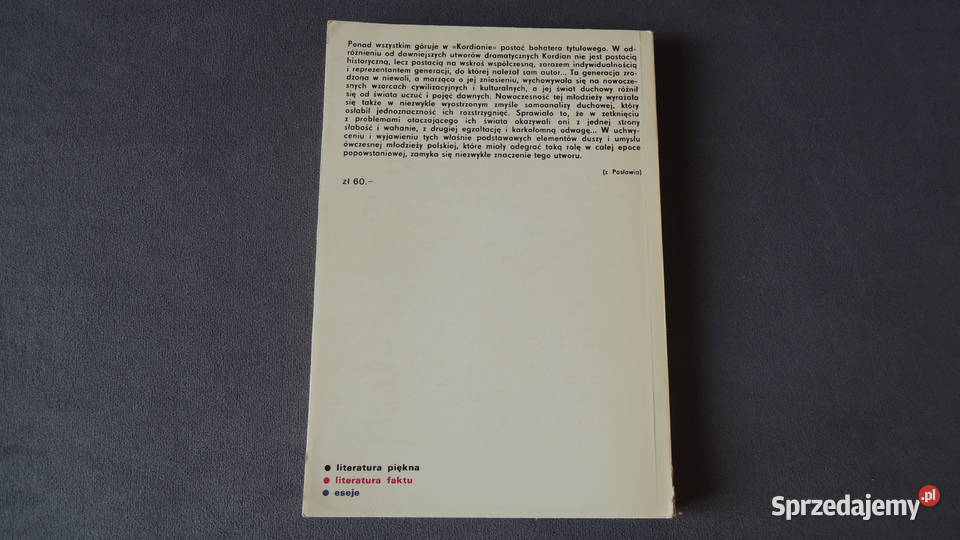 Ponad wszystkim góruje w «Kordianie» postać bohatera tytułowego. W od-
różnieniu od dawniejszych utworów dramatycznych Kordian nie jest postacią
historyczną, lecz postacią na wskroś współczesną, zarazem indywidualnością
i reprezentantem generacji, do której należał sam autor... Ta generacja zro-
dzona w niewoli, a marząca o jej zniesieniu, wychowywała się na nowocze-
snych wzorcach cywilizacyjnych i kulturalnych, a jej świat duchowy różnił
się od świata uczuć i pojęć dawnych. Nowoczesność tej młodzieży wyrażała
się także w niezwykle wyostrzonym zmyśle samoanalizy duchowej, który
osłabił jednoznaczność ich rozstrzygnięć. Sprawiało to, że w zetknięciu
z problemami otaczającego ich świata okazywali oni z jednej strony
słabość i wahanie, z drugiej egzaltację i karkołomną odwagę... W uchwy-
ceniu i wyjawieniu tych właśnie podstawowych elementów duszy i umysłu
ówczesnej młodzieży polskiej, które miały odegrać taką rolę w całej epoce
popowstaniowej, zamyka się niezwykłe znaczenie tego utworu.
(z Posłowia)
zł 60.–
● literatura piękna
● literatura faktu
● eseje
Sprzedajemy.pl